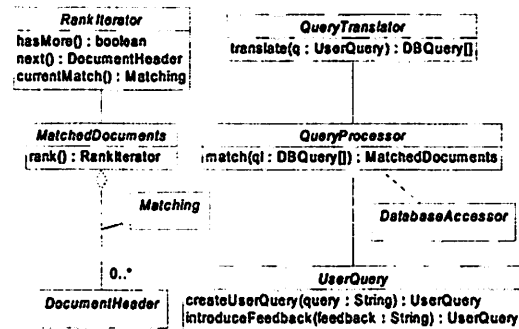 RankIterator
hasMore() : boolean
next() : DocumentHeader
currentMatch() : Matching
MatchedDocuments
rank() : RankIterator
Matching
0..*
DocumentHeader
QueryTranslator
translate(q : UserQuery) : DBQuery[]
QueryProcessor
match(ql : DBQuery[]) : MatchedDocuments
DatabaseAccessor
UserQuery
createUserQuery(query : String) : UserQuery
introduceFeedback(feedback : String) : UserQuery